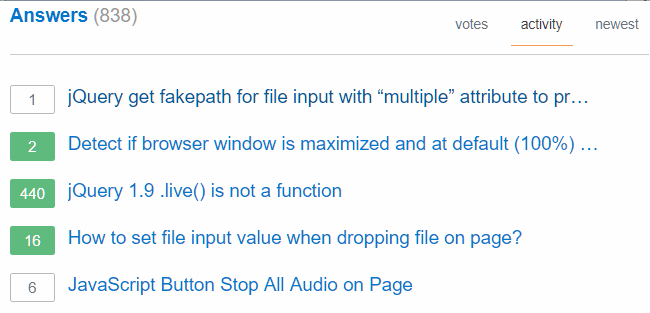 Answers (838)
votes activity newest
1 jQuery get fakepath for file input with “multiple” attribute to pr…
2 Detect if browser window is maximized and at default (100%) …
440 jQuery 1.9 .live() is not a function
16 How to set file input value when dropping file on page?
6 JavaScript Button Stop All Audio on Page